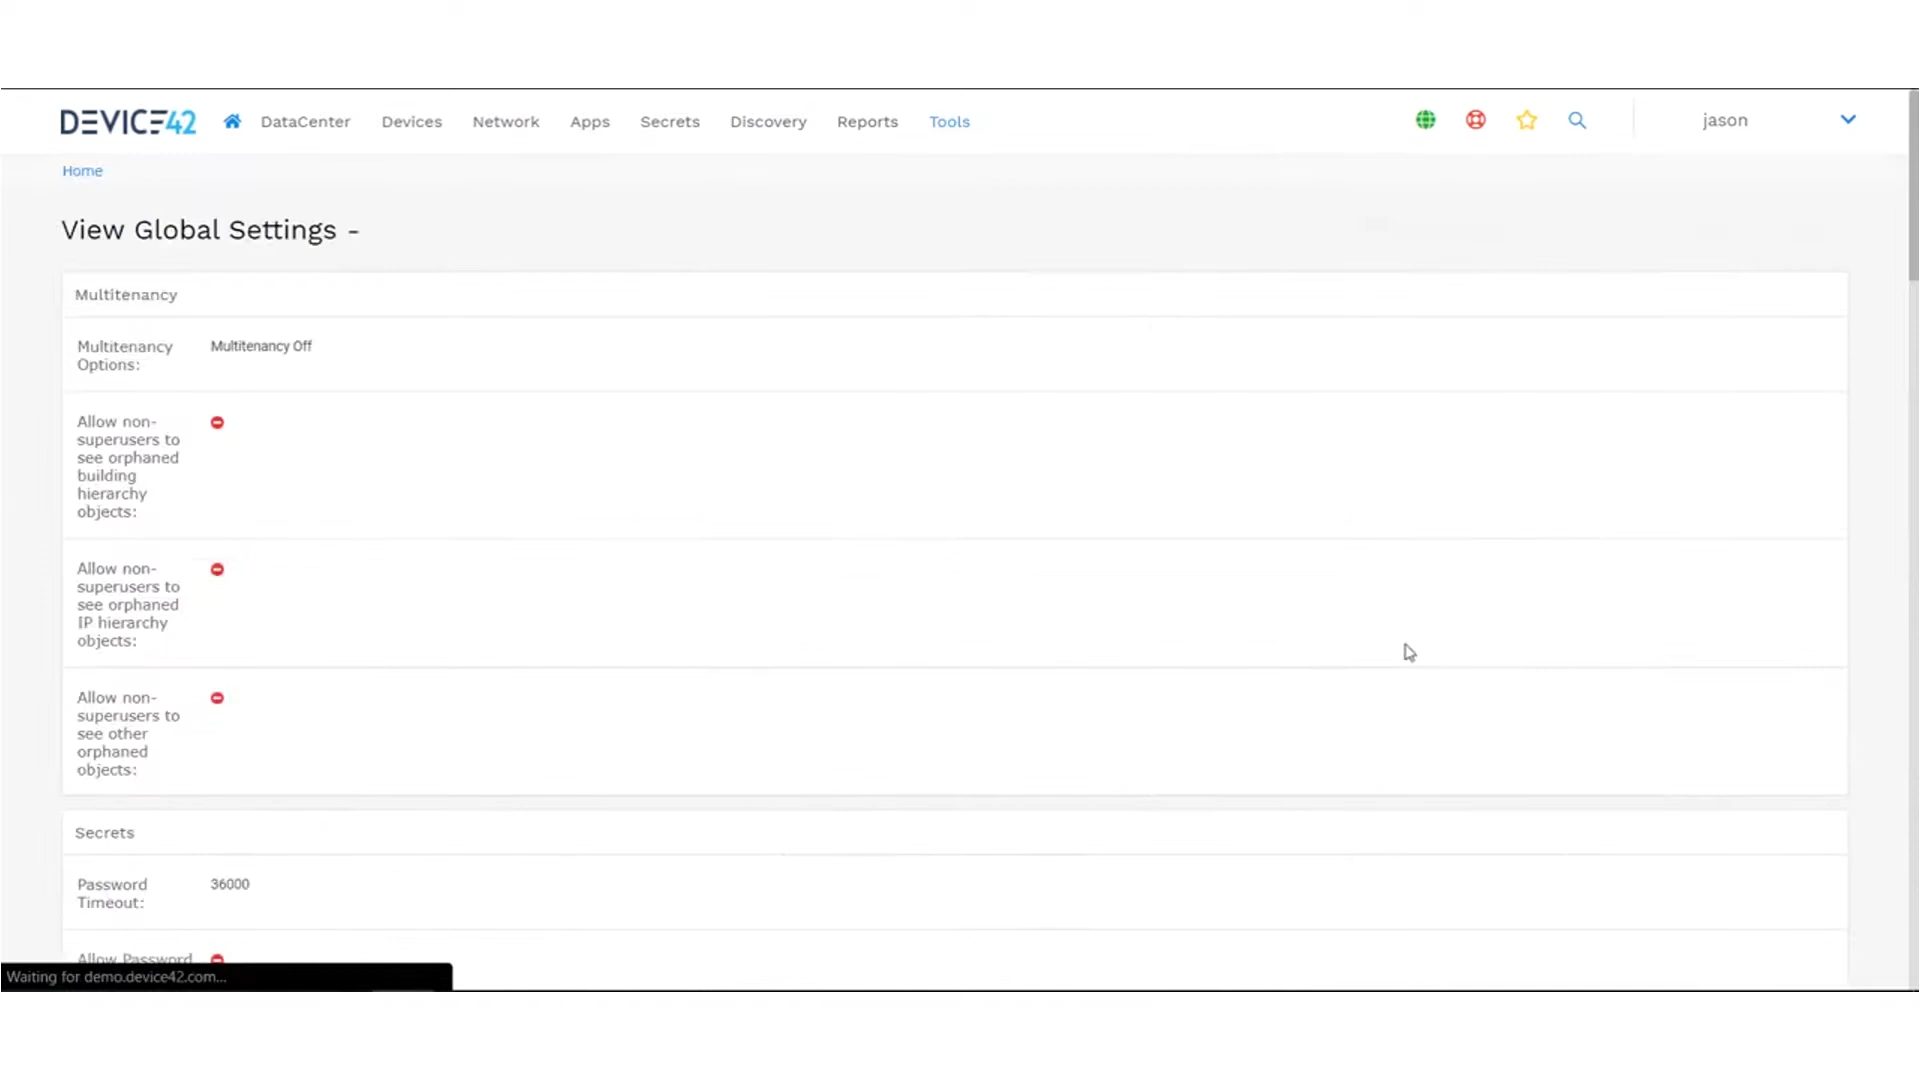 DEVICE42 DataCenter Devices Network Apps Secrets Discovery Reports Tools jason
Home
View Global Settings -
Multitenancy
Multitenancy Multitenancy Off
Options:
Allow non-
superusers to
see orphaned
building
hierarchy
objects:
Allow non-
superusers to
see orphaned
IP hierarchy
objects:
Allow non-
superusers to
see other
orphaned
objects:
Secrets
Password 36000
Timeout:
Allow Password
Waiting for demo.device42.com...